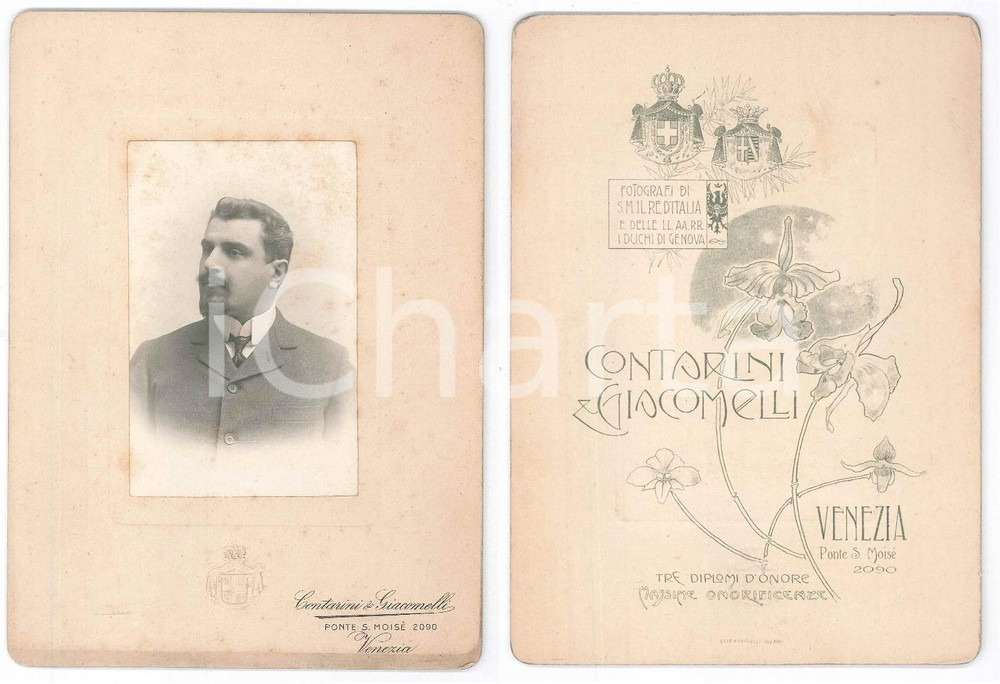 Contarini & Giacomelli
PONTE S. MOISÈ 2090
Venezia
FOTOGRAFI DI
S.M. IL RE D'ITALIA
E DELLE LL. AA. RR.
I DUCHI DI GENOVA
CONTARINI
& GIACOMELLI
VENEZIA
Ponte S. Moisè
2090
TRE DIPLOMI D'ONORE
MASSIME ONORIFICENZE
iCharta